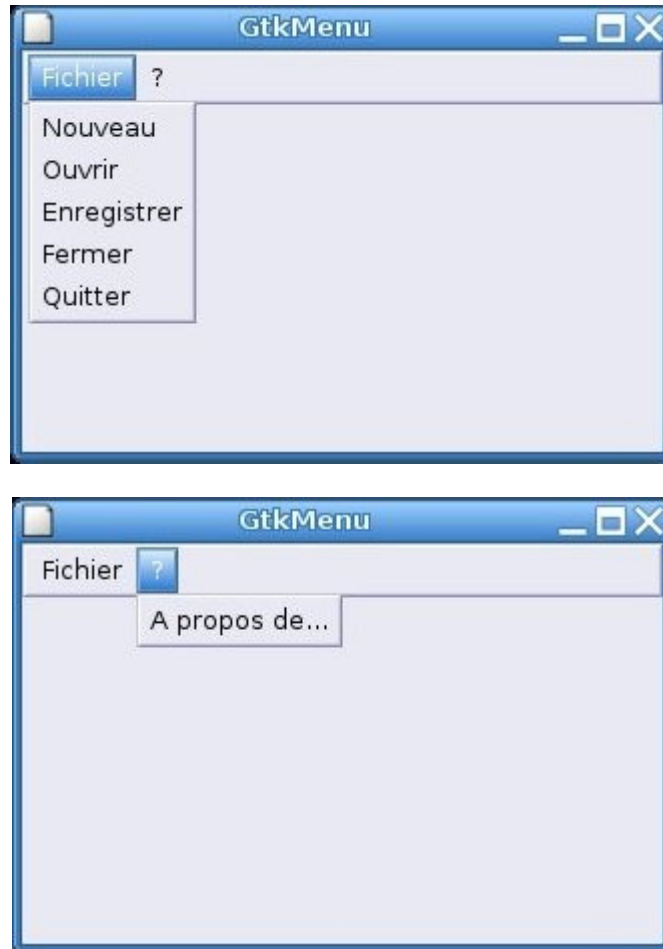 GtkMenu
Fichier ?
Nouveau
Ouvrir
Enregistrer
Fermer
Quitter
GtkMenu
Fichier ?
A propos de...